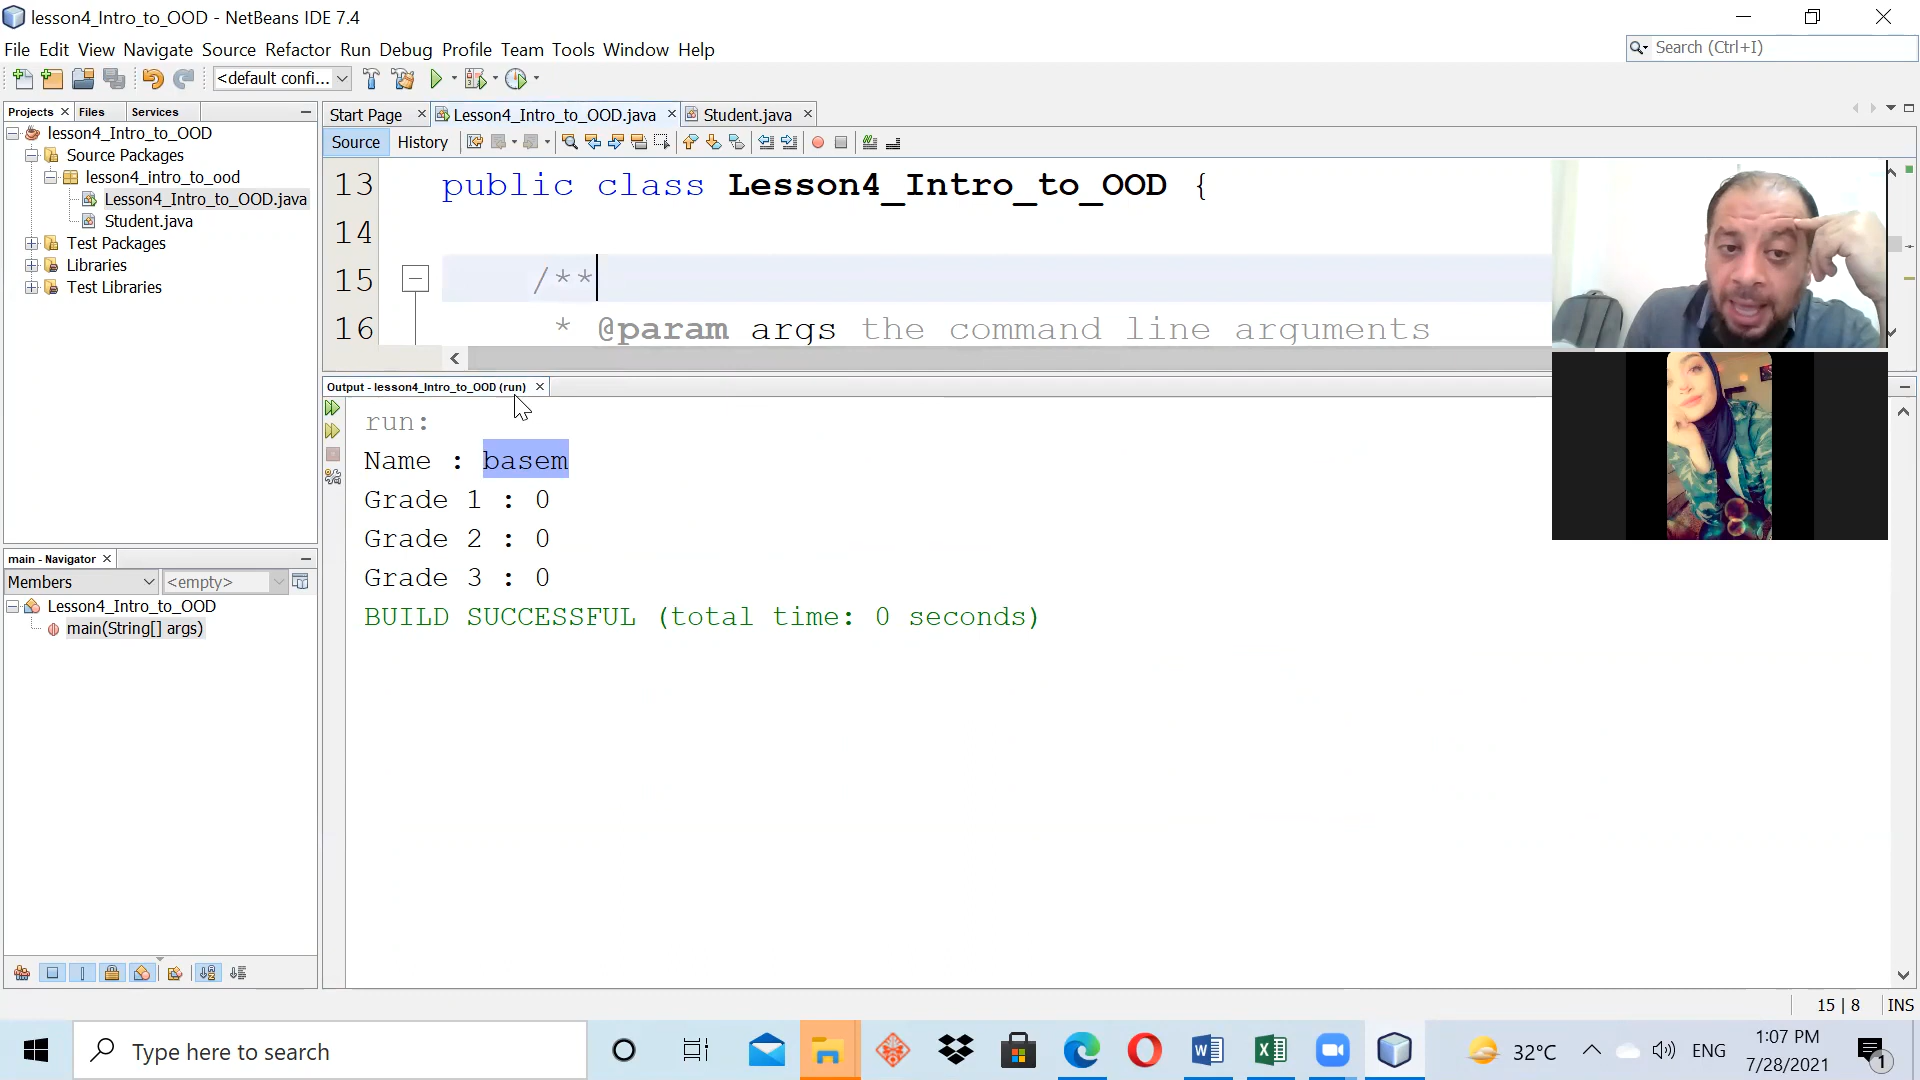 lesson4_Intro_to_OOD - NetBeans IDE 7.4
File Edit View Navigate Source Refactor Run Debug Profile Team Tools Window Help
Search (Ctrl+I)
<default confi...
Projects Files Services
Start Page Lesson4_Intro_to_OOD.java Student.java
lesson4_Intro_to_OOD
Source Packages
lesson4_intro_to_ood
Lesson4_Intro_to_OOD.java
Student.java
Test Packages
Libraries
Test Libraries
Source History
13 public class Lesson4_Intro_to_OOD {
14
15 /**
16 * @param args the command line arguments
Output - lesson4_Intro_to_OOD (run)
run:
Name : basem
Grade 1 : 0
Grade 2 : 0
Grade 3 : 0
BUILD SUCCESSFUL (total time: 0 seconds)
main - Navigator
Members <empty>
Lesson4_Intro_to_OOD
main(String[] args)
15 | 8 INS
Type here to search
32°C ENG
1:07 PM
7/28/2021
1